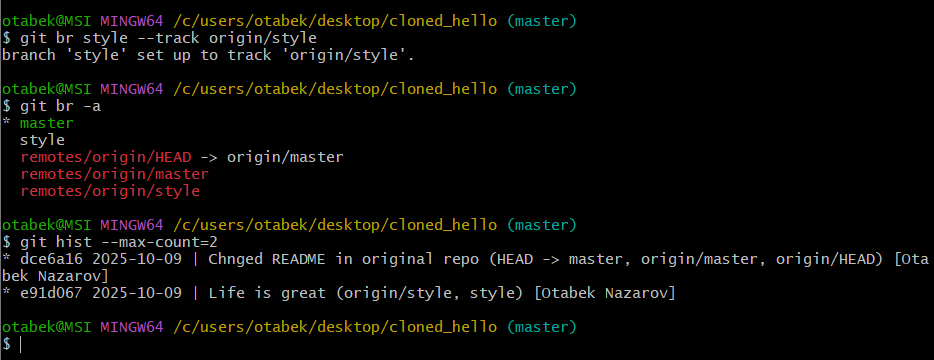 otabek@MSI MINGW64 /c/users/otabek/desktop/cloned_hello (master)
$ git br style --track origin/style
branch 'style' set up to track 'origin/style'.
otabek@MSI MINGW64 /c/users/otabek/desktop/cloned_hello (master)
$ git br -a
* master
  style
  remotes/origin/HEAD -> origin/master
  remotes/origin/master
  remotes/origin/style
otabek@MSI MINGW64 /c/users/otabek/desktop/cloned_hello (master)
$ git hist --max-count=2
* dce6a16 2025-10-09 | Chnged README in original repo (HEAD -> master, origin/master, origin/HEAD) [Ota
bek Nazarov]
* e91d067 2025-10-09 | Life is great (origin/style, style) [Otabek Nazarov]
otabek@MSI MINGW64 /c/users/otabek/desktop/cloned_hello (master)
$